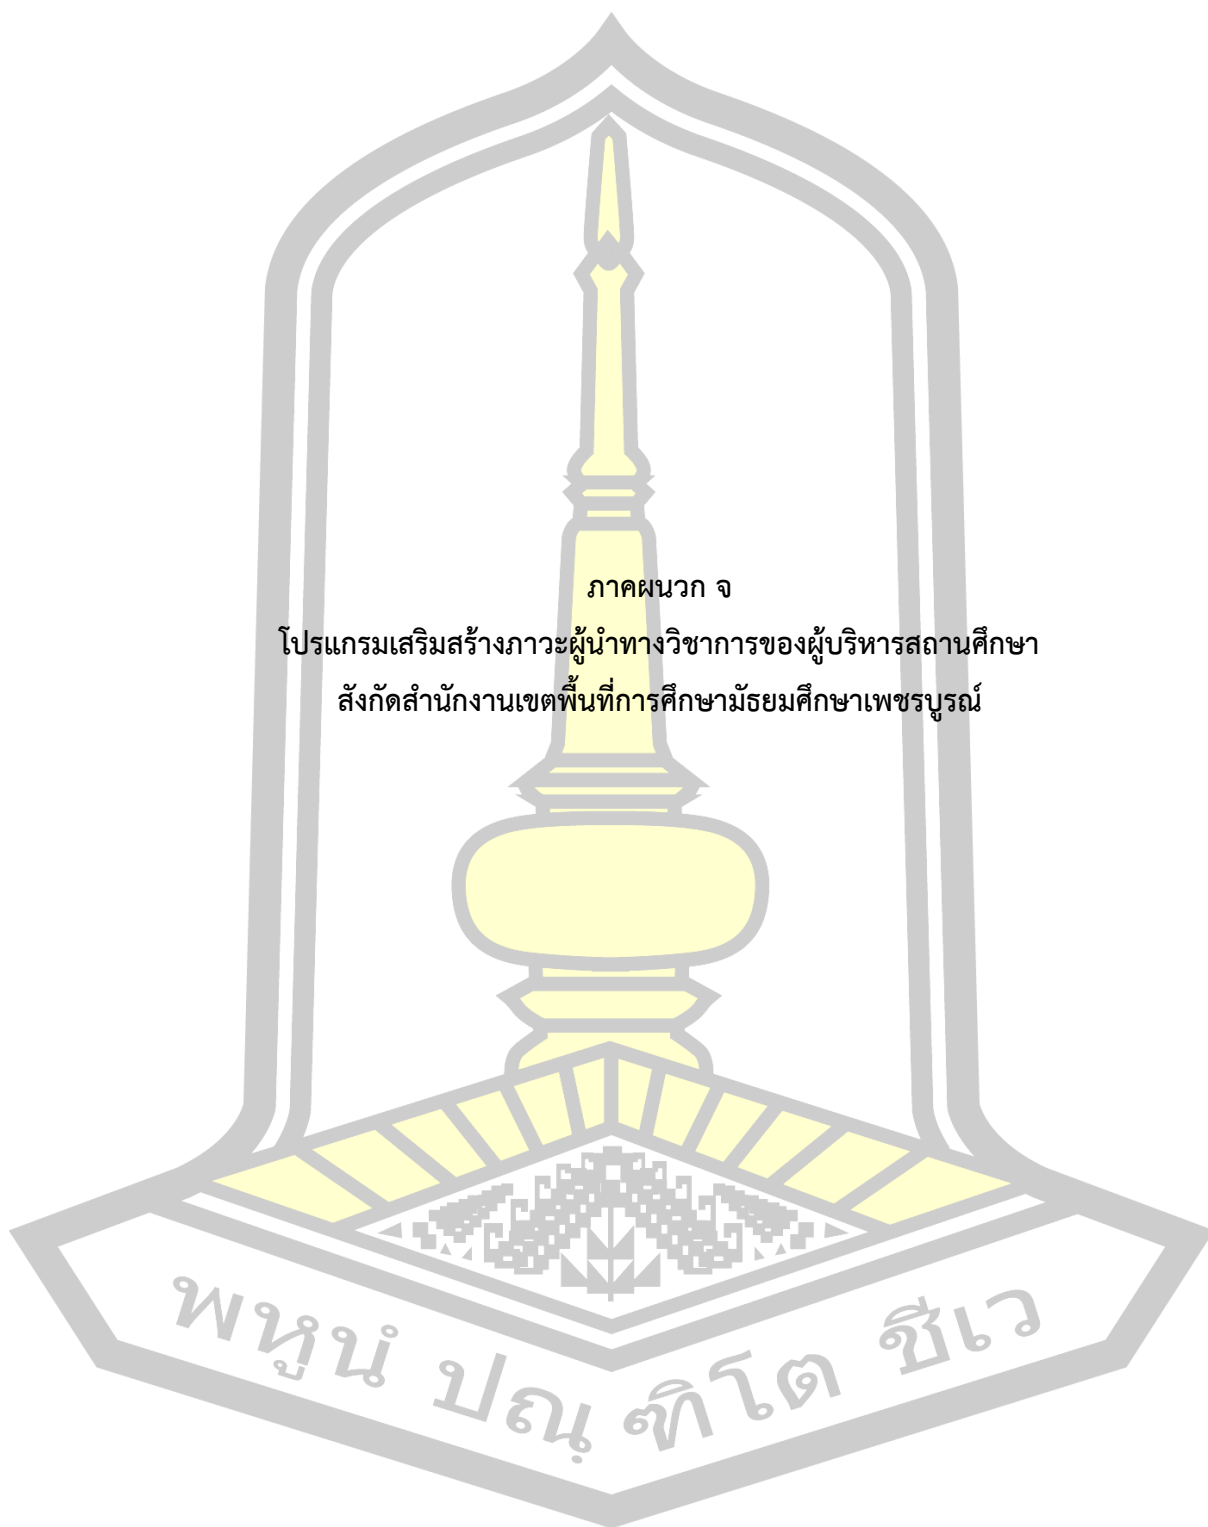 ภาคผนวก จ
โปรแกรมเสริมสร้างภาวะผู้นำทางวิชาการของผู้บริหารสถานศึกษา
สังกัดสำนักงานเขตพื้นที่การศึกษามัธยมศึกษาเพชรบูรณ์
พหูนํ ปณฺฑิโต ชีเว